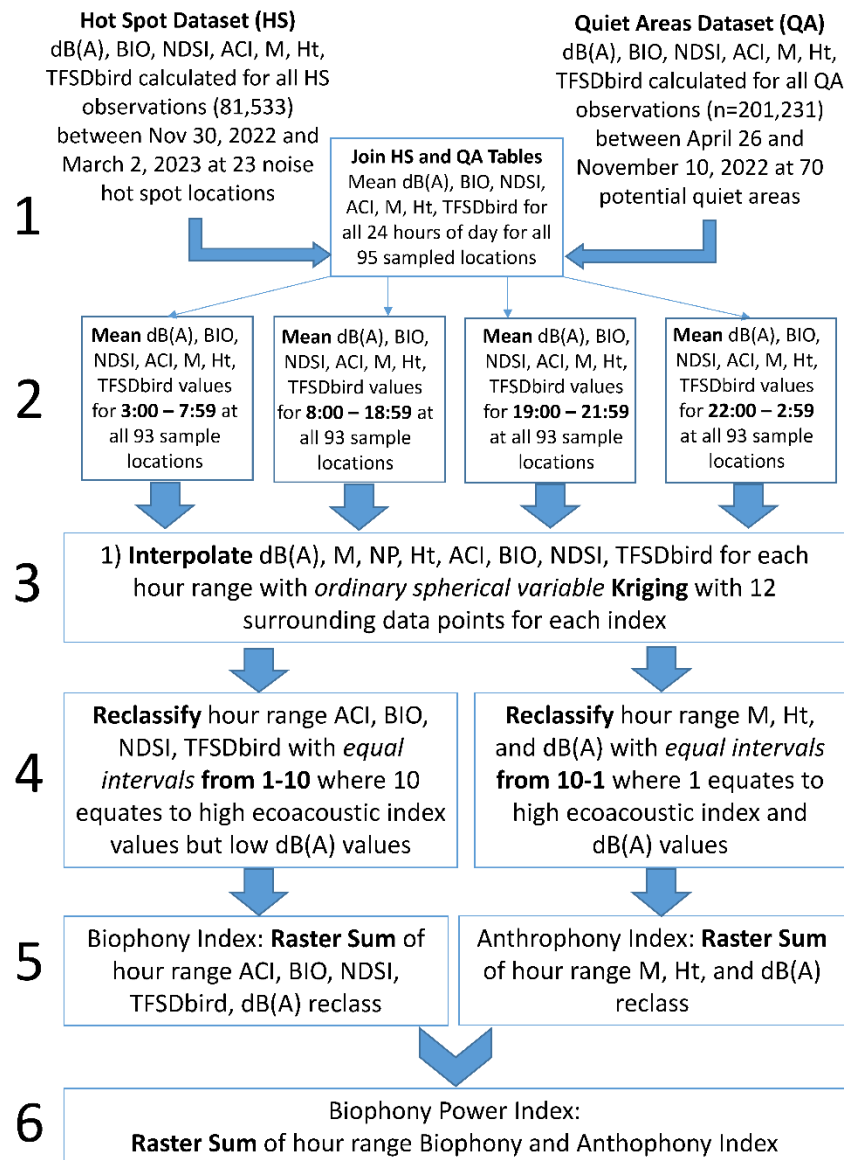 Hot Spot Dataset (HS)
dB(A), BIO, NDSI, ACI, M, Ht,
TFSDbird calculated for all HS
observations (81,533)
between Nov 30, 2022 and
March 2, 2023 at 23 noise
hot spot locations
Quiet Areas Dataset (QA)
dB(A), BIO, NDSI, ACI, M, Ht,
TFSDbird calculated for all QA
observations (n=201,231)
between April 26 and
November 10, 2022 at 70
potential quiet areas
1
Join HS and QA Tables
Mean dB(A), BIO, NDSI,
ACI, M, Ht, TFSDbird for
all 24 hours of day for all
95 sampled locations
2
Mean dB(A), BIO,
NDSI, ACI, M, Ht,
TFSDbird values
for 3:00 – 7:59 at
all 93 sample
locations
Mean dB(A), BIO,
NDSI, ACI, M, Ht,
TFSDbird values
for 8:00 – 18:59 at
all 93 sample
locations
Mean dB(A), BIO,
NDSI, ACI, M, Ht,
TFSDbird values
for 19:00 – 21:59
at all 93 sample
locations
Mean dB(A), BIO,
NDSI, ACI, M, Ht,
TFSDbird values
for 22:00 – 2:59
at all 93 sample
locations
3
1) Interpolate dB(A), M, NP, Ht, ACI, BIO, NDSI, TFSDbird for each
hour range with ordinary spherical variable Kriging with 12
surrounding data points for each index
4
Reclassify hour range ACI, BIO,
NDSI, TFSDbird with equal
intervals from 1-10 where 10
equates to high ecoacoustic index
values but low dB(A) values
Reclassify hour range M, Ht,
and dB(A) with equal intervals
from 10-1 where 1 equates to
high ecoacoustic index and
dB(A) values
5
Biophony Index: Raster Sum of
hour range ACI, BIO, NDSI,
TFSDbird, dB(A) reclass
Anthrophony Index: Raster Sum
of hour range M, Ht, and dB(A)
reclass
6
Biophony Power Index:
Raster Sum of hour range Biophony and Anthophony Index